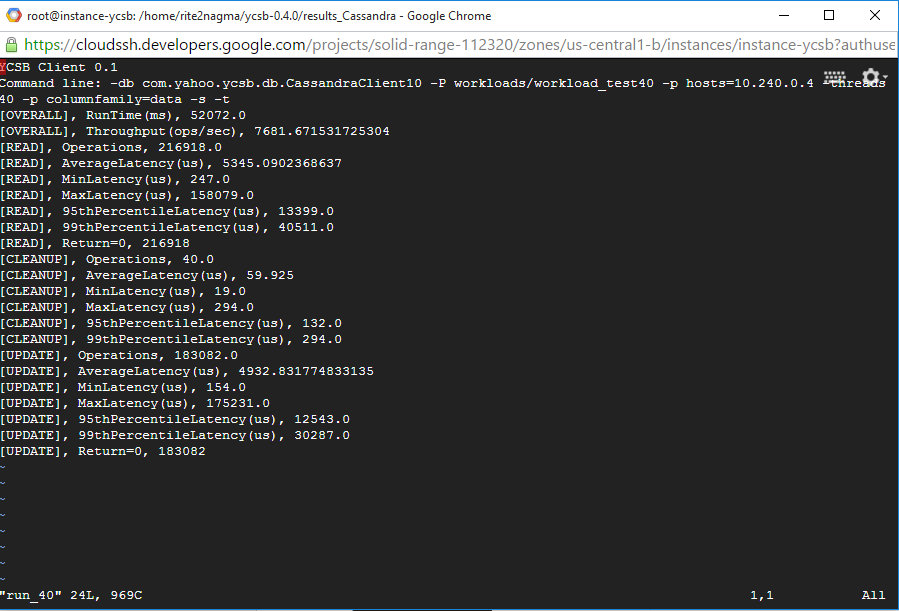 root@instance-ycsb: /home/rite2nagma/ycsb-0.4.0/results_Cassandra - Google Chrome
https://cloudssh.developers.google.com/projects/solid-range-112320/zones/us-central1-b/instances/instance-ycsb?authuse
YCSB Client 0.1
Command line: -db com.yahoo.ycsb.db.CassandraClient10 -P workloads/workload_test40 -p hosts=10.240.0.4 -threads
40 -p columnfamily=data -s -t
[OVERALL], RunTime(ms), 52072.0
[OVERALL], Throughput(ops/sec), 7681.671531725304
[READ], Operations, 216918.0
[READ], AverageLatency(us), 5345.0902368637
[READ], MinLatency(us), 247.0
[READ], MaxLatency(us), 158079.0
[READ], 95thPercentileLatency(us), 13399.0
[READ], 99thPercentileLatency(us), 40511.0
[READ], Return=0, 216918
[CLEANUP], Operations, 40.0
[CLEANUP], AverageLatency(us), 59.925
[CLEANUP], MinLatency(us), 19.0
[CLEANUP], MaxLatency(us), 294.0
[CLEANUP], 95thPercentileLatency(us), 132.0
[CLEANUP], 99thPercentileLatency(us), 294.0
[UPDATE], Operations, 183082.0
[UPDATE], AverageLatency(us), 4932.831774833135
[UPDATE], MinLatency(us), 154.0
[UPDATE], MaxLatency(us), 175231.0
[UPDATE], 95thPercentileLatency(us), 12543.0
[UPDATE], 99thPercentileLatency(us), 30287.0
[UPDATE], Return=0, 183082
~
~
~
~
~
~
~
~
"run_40" 24L, 969C 1,1 All